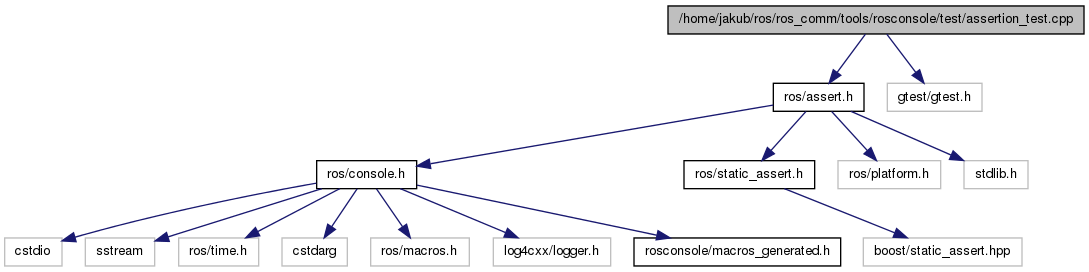 /home/jakub/ros/ros_comm/tools/rosconsole/test/assertion_test.cpp
ros/assert.h
gtest/gtest.h
ros/console.h
ros/static_assert.h
ros/platform.h
stdlib.h
cstdio
sstream
ros/time.h
cstdarg
ros/macros.h
log4cxx/logger.h
rosconsole/macros_generated.h
boost/static_assert.hpp